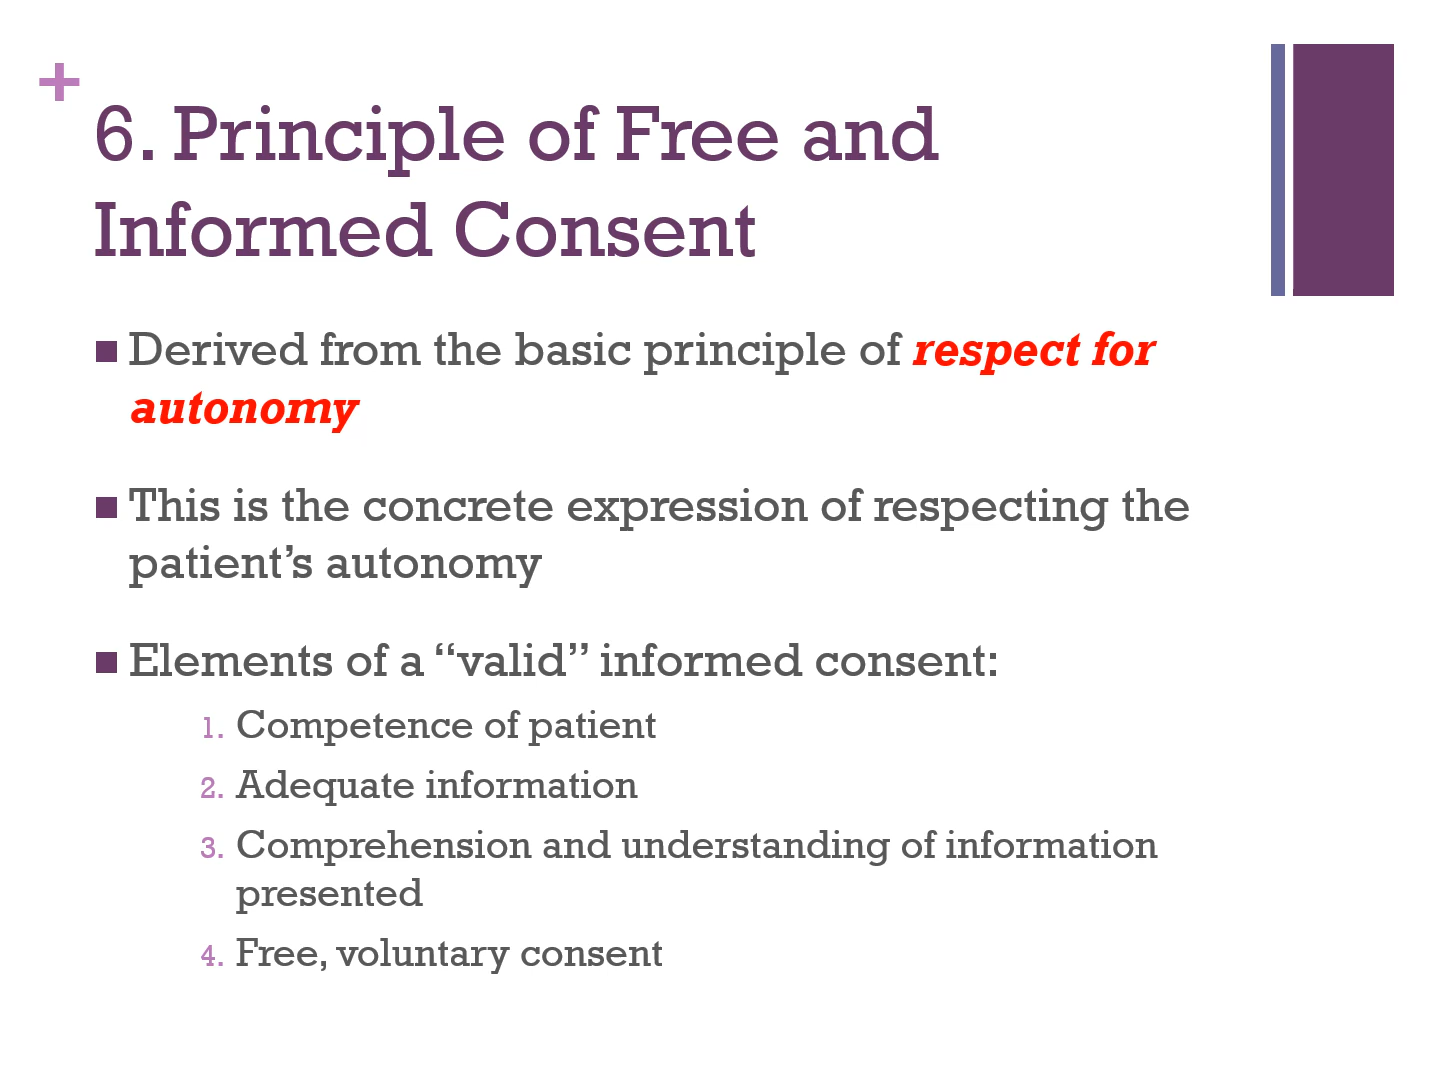 +
6. Principle of Free and
Informed Consent
■ Derived from the basic principle of respect for
autonomy
■ This is the concrete expression of respecting the
patient’s autonomy
■ Elements of a “valid” informed consent:
1. Competence of patient
2. Adequate information
3. Comprehension and understanding of information
presented
4. Free, voluntary consent